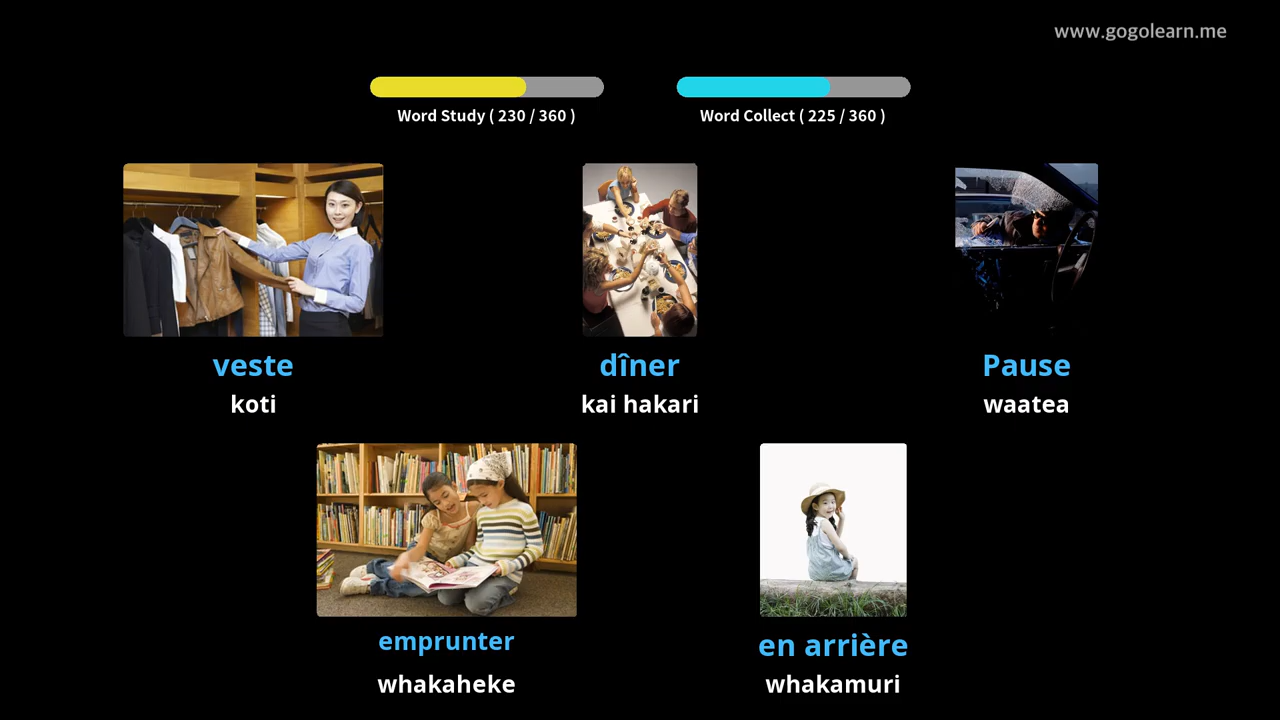 www.gogolearn.me
Word Study ( 230 / 360 )
Word Collect ( 225 / 360 )
veste
koti
dîner
kai hakari
Pause
waatea
emprunter
whakaheke
en arrière
whakamuri